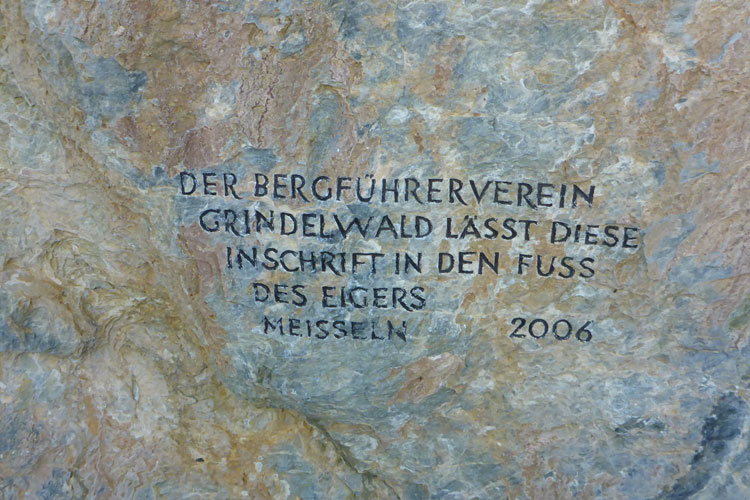 DER BERGFÜHRERVEREIN
GRINDELWALD LÄSST DIESE
INSCHRIFT IN DEN FUSS
DES EIGERS
MEISSELN 2006